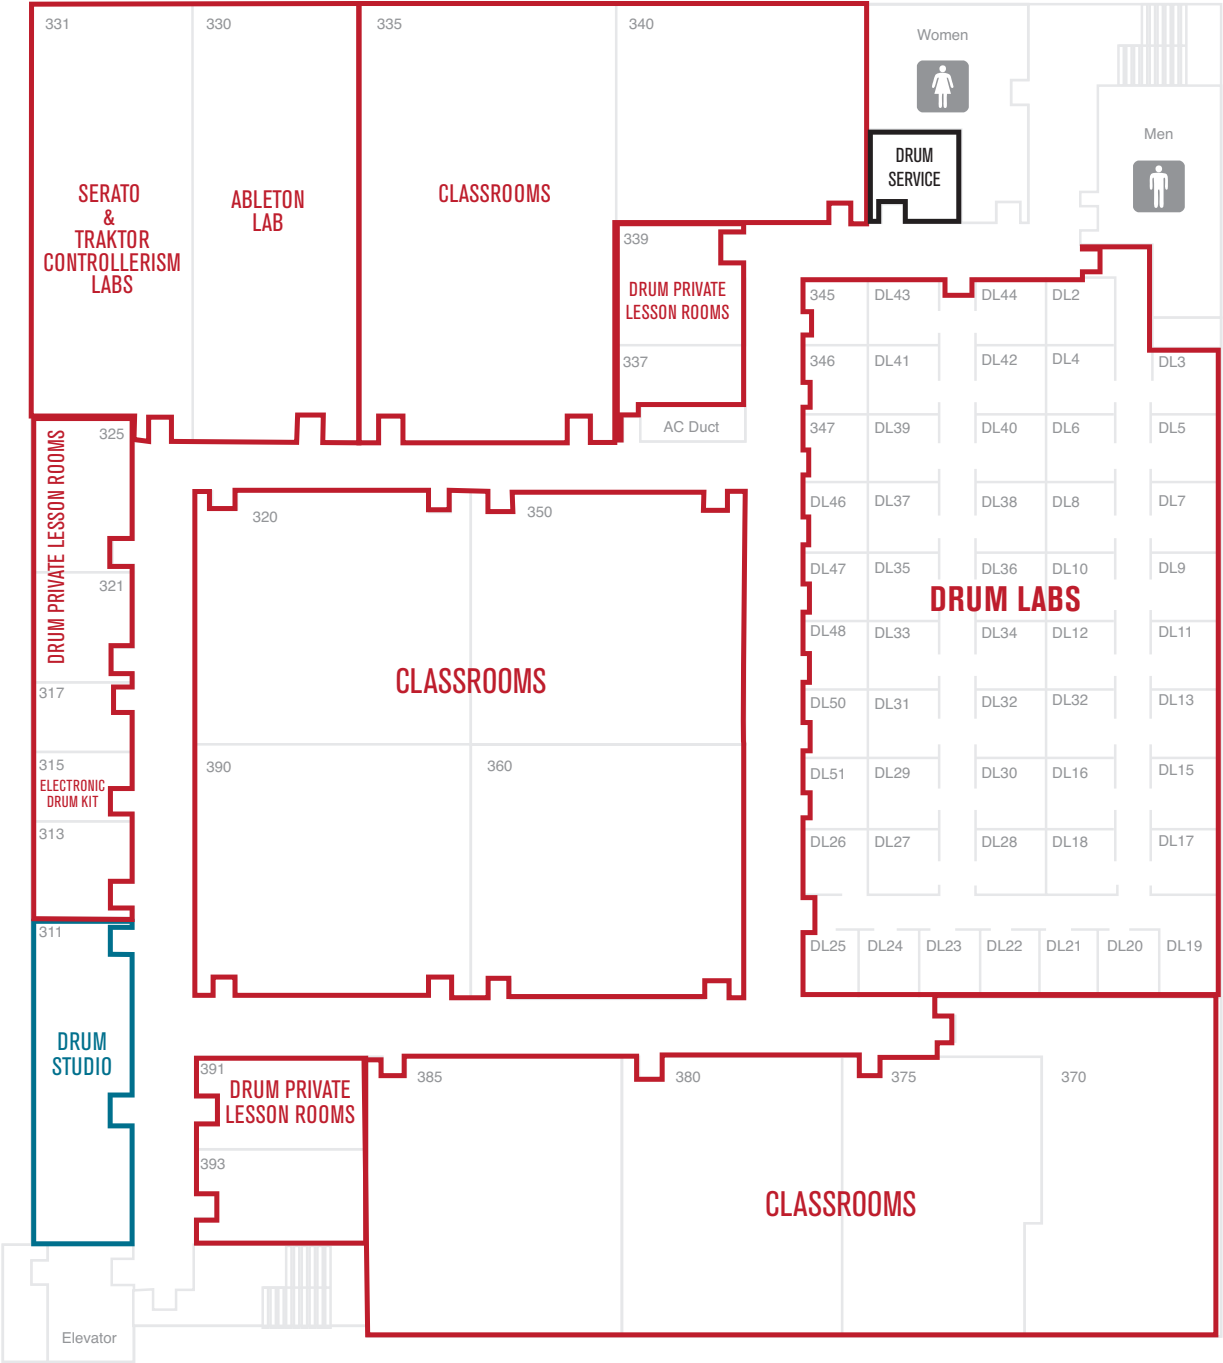 331
330
335
340
Women
Men
DRUM
SERVICE
SERATO
&
TRAKTOR
CONTROLLERISM
LABS
ABLETON
LAB
CLASSROOMS
339
DRUM PRIVATE
LESSON ROOMS
337
AC Duct
345
DL43
DL44
DL2
346
DL41
DL42
DL4
DL3
347
DL39
DL40
DL6
DL5
DL46
DL37
DL38
DL8
DL7
DL47
DL35
DL36
DL10
DL9
DRUM LABS
DL48
DL33
DL34
DL12
DL11
DL50
DL31
DL32
DL32
DL13
DL51
DL29
DL30
DL16
DL15
DL26
DL27
DL28
DL18
DL17
DL25
DL24
DL23
DL22
DL21
DL20
DL19
325
DRUM PRIVATE LESSON ROOMS
321
317
315
ELECTRONIC
DRUM KIT
313
311
DRUM
STUDIO
320
350
CLASSROOMS
390
360
391
DRUM PRIVATE
LESSON ROOMS
393
385
380
375
370
CLASSROOMS
Elevator